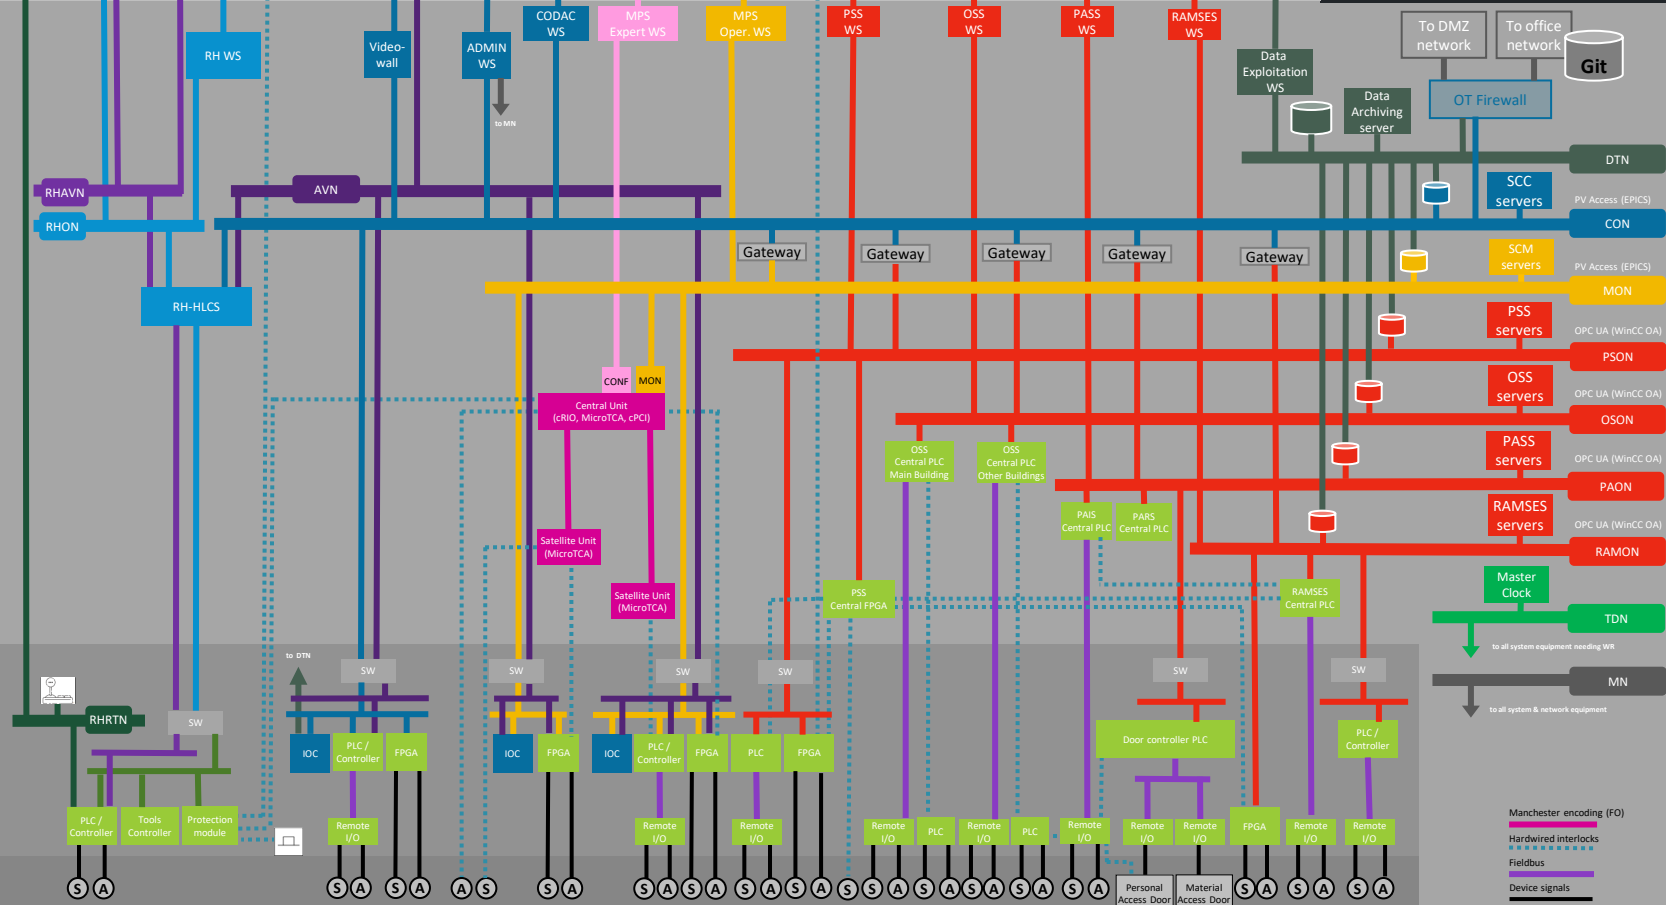 CODAC
WS
MPS
Expert WS
MPS
Oper. WS
PSS
WS
OSS
WS
PASS
WS
RAMSES
WS
To DMZ
network
To office
network
Git
RH WS
Video-
wall
ADMIN
WS
to MN
Data
Exploitation
WS
Data
Archiving
server
OT Firewall
DTN
RHAVN
AVN
SCC
servers
PV Access (EPICS)
RHON
CON
Gateway
Gateway
Gateway
Gateway
Gateway
SCM
servers
PV Access (EPICS)
MON
RH-HLCS
PSS
servers
OPC UA (WinCC OA)
PSON
CONF
MON
OSS
servers
OPC UA (WinCC OA)
OSON
Central Unit
(cRIO, MicroTCA, cPCI)
OSS
Central PLC
Main Building
OSS
Central PLC
Other Buildings
PASS
servers
OPC UA (WinCC OA)
PAON
PAIS
Central PLC
PARS
Central PLC
RAMSES
servers
OPC UA (WinCC OA)
RAMON
Satellite Unit
(MicroTCA)
Satellite Unit
(MicroTCA)
PSS
Central FPGA
RAMSES
Central PLC
Master
Clock
TDN
to all system equipment needing WR
to DTN
SW
SW
SW
SW
SW
SW
MN
to all system & network equipment
RHRTN
SW
IOC
PLC /
Controller
FPGA
IOC
FPGA
IOC
PLC /
Controller
FPGA
PLC
FPGA
Door controller PLC
PLC /
Controller
PLC /
Controller
Tools
Controller
Protection
module
Remote
I/O
Remote
I/O
Remote
I/O
Remote
I/O
PLC
Remote
I/O
PLC
Remote
I/O
Remote
I/O
Remote
I/O
FPGA
Remote
I/O
Remote
I/O
Manchester encoding (FO)
Hardwired interlocks
Fieldbus
Device signals
S A S A S A A S S A S A S A S A S A S S A S A S A S A S A
Personal
Access Door
Material
Access Door
S A S A S A